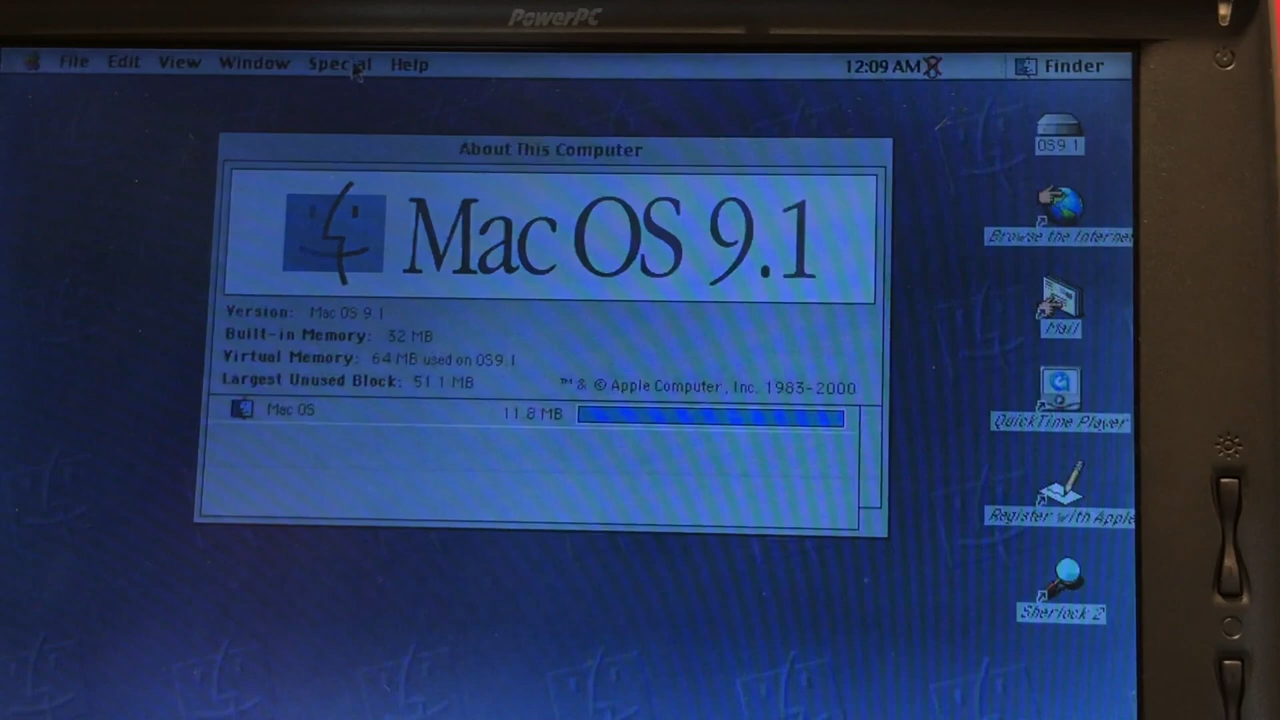 PowerPC
File Edit View Window Special Help 12:09 AM Finder
About This Computer
Mac OS 9.1
Version: Mac OS 9.1
Built-in Memory: 32 MB
Virtual Memory: 64 MB used on OS9.1
Largest Unused Block: 51.1 MB ™ & © Apple Computer, Inc. 1983-2000
Mac OS 11.8 MB
OS9.1
Browse the Internet
Mail
QuickTime Player
Register with Apple
Sherlock 2